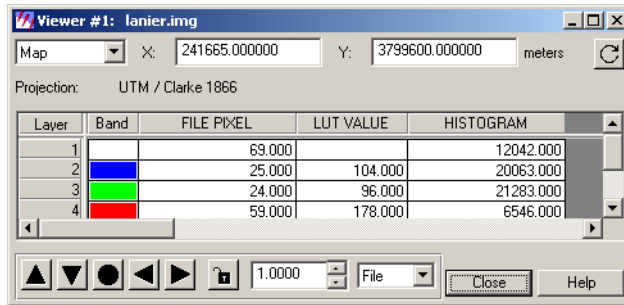 Viewer #1: lanier.img
Map X: 241665.000000 Y: 3799600.000000 meters
Projection: UTM / Clarke 1866
Layer Band FILE PIXEL LUT VALUE HISTOGRAM
1 69.000 12042.000
2 25.000 104.000 20063.000
3 24.000 96.000 21283.000
4 59.000 178.000 6546.000
1.0000 File Close Help